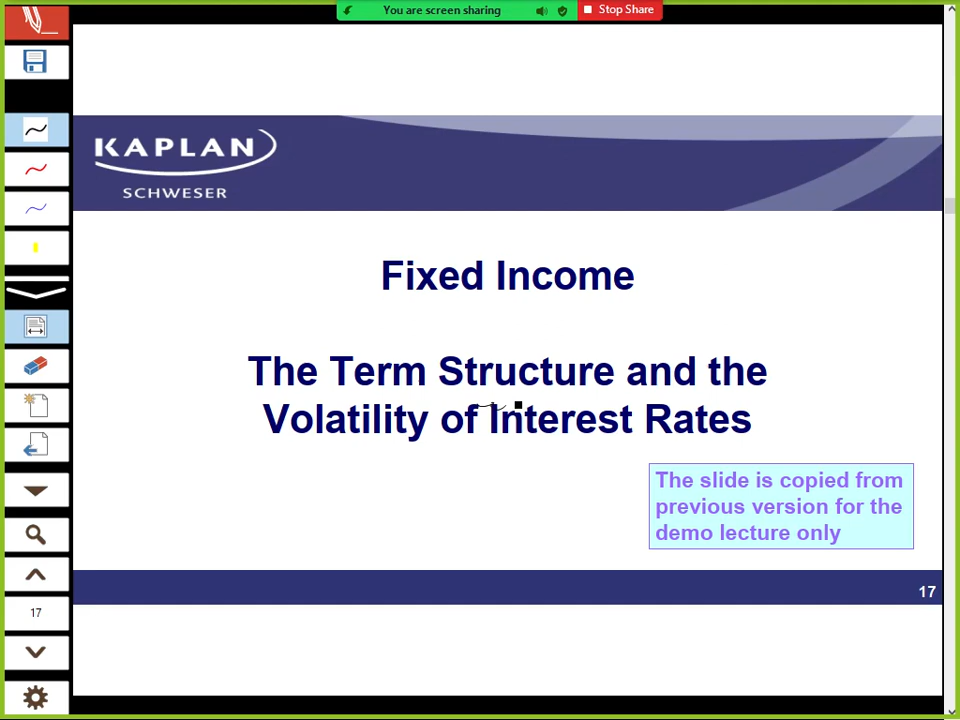 You are screen sharing
Stop Share
KAPLAN
SCHWESER
Fixed Income
The Term Structure and the
Volatility of Interest Rates
The slide is copied from
previous version for the
demo lecture only
17
17